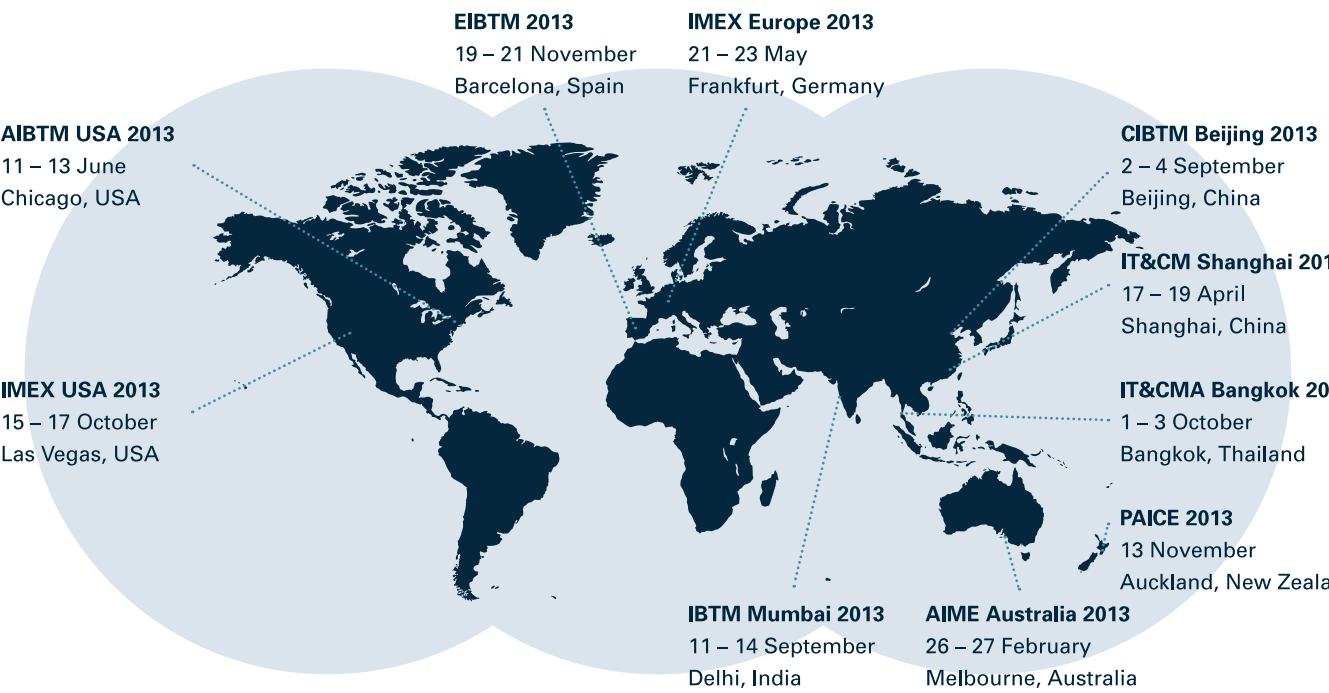 EIBTM 2013
19 – 21 November
Barcelona, Spain
IMEX Europe 2013
21 – 23 May
Frankfurt, Germany
AIBTM USA 2013
11 – 13 June
Chicago, USA
CIBTM Beijing 2013
2 – 4 September
Beijing, China
IT&CM Shanghai 201
17 – 19 April
Shanghai, China
IMEX USA 2013
15 – 17 October
Las Vegas, USA
IT&CMA Bangkok 20
1 – 3 October
Bangkok, Thailand
PAICE 2013
13 November
Auckland, New Zeala
IBTM Mumbai 2013
11 – 14 September
Delhi, India
AIME Australia 2013
26 – 27 February
Melbourne, Australia